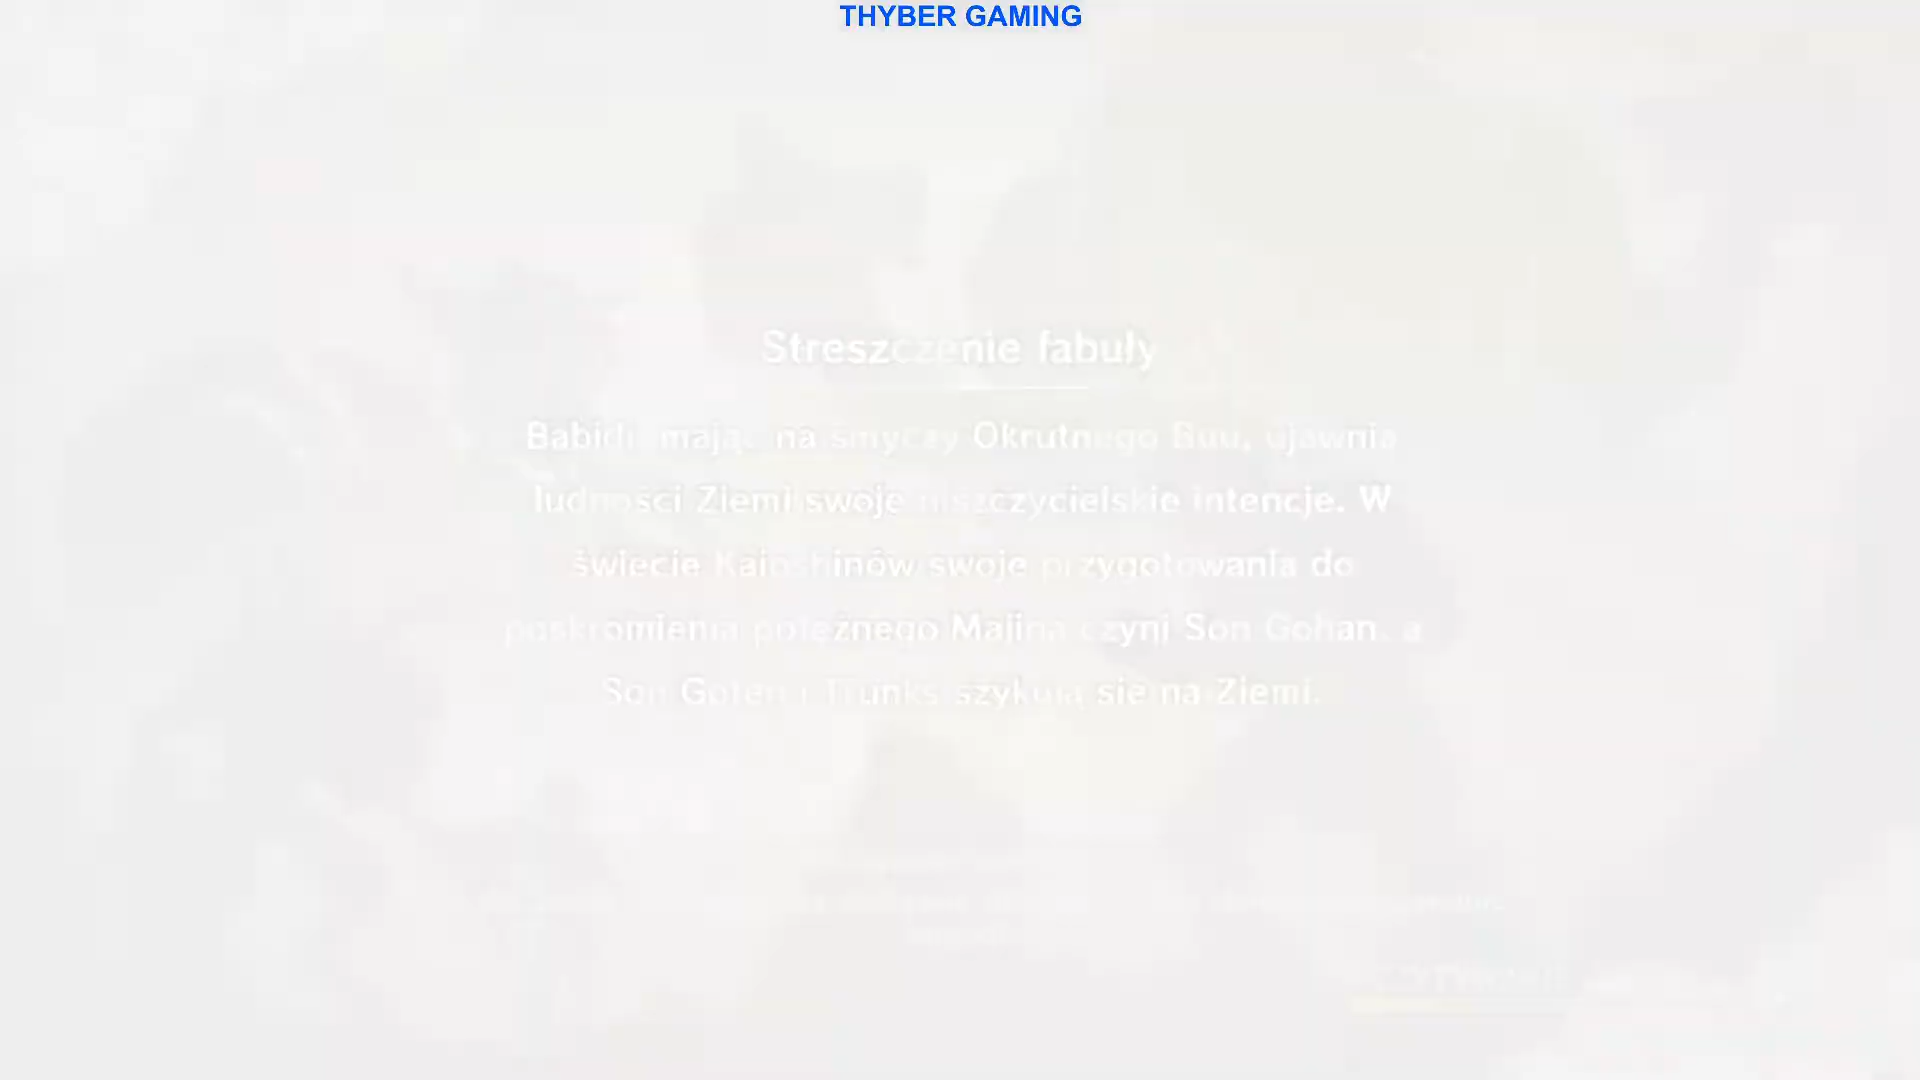 THYBER GAMING
Streszczenie fabuły
Babidi, mając na smyczy Okrutnego Buu, ujawnia
ludności Ziemi swoje niszczycielskie intencje. W
świecie Kaioshinów swoje przygotowania do
poskromienia potężnego Majina czyni Son Gohan, a
Son Goten i Trunks szykują się na Ziemi.